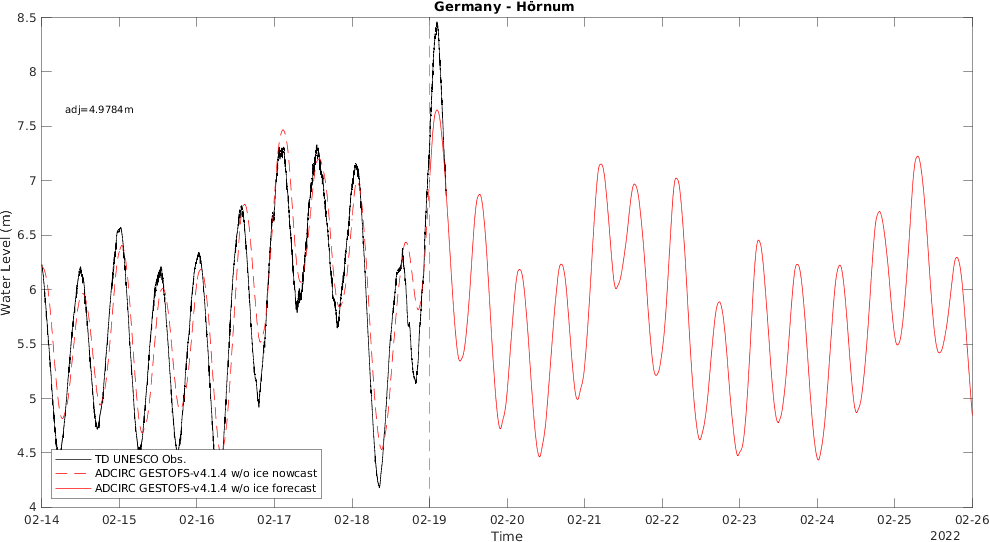 Germany - Hörnum
8.5
8
7.5
7
6.5
6
5.5
5
4.5
4
Water Level (m)
adj=4.9784m
TD UNESCO Obs.
ADCIRC GESTOFS-v4.1.4 w/o ice nowcast
ADCIRC GESTOFS-v4.1.4 w/o ice forecast
02-14 02-15 02-16 02-17 02-18 02-19 02-20 02-21 02-22 02-23 02-24 02-25 02-26
Time
2022